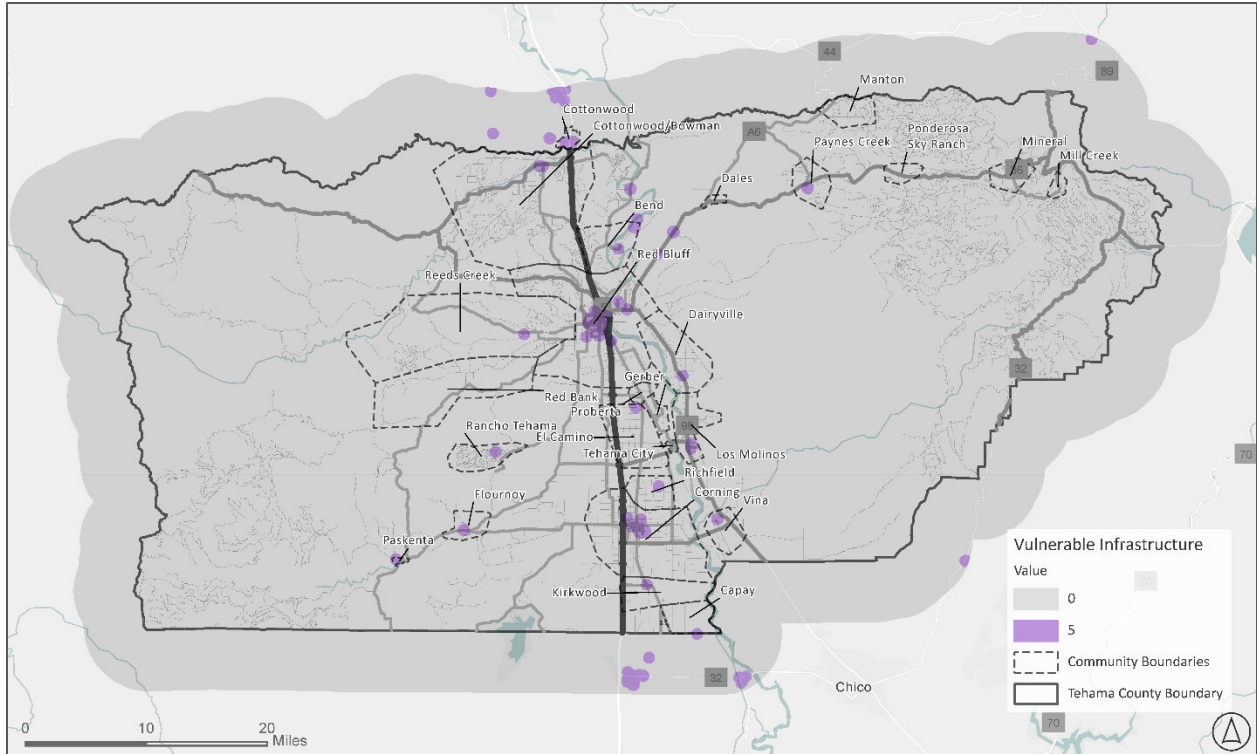 44
89
Manton
Cottonwood
Cottonwood/Bowman
A6
Ponderosa
Sky Ranch
Paynes Creek
Mineral
Mill Creek
36
Dales
Bend
Red Bluff
Reeds Creek
Dairyville
32
Gerber
Red Bank
Proberta
Rancho Tehama
El Camino
99
Tehama City
Los Molinos
70
Richfield
Corning
Flournoy
Vina
Paskenta
Kirkwood
Capay
32
Chico
Vulnerable Infrastructure
Value
0
5
Community Boundaries
Tehama County Boundary
70
70
0 10 20
Miles